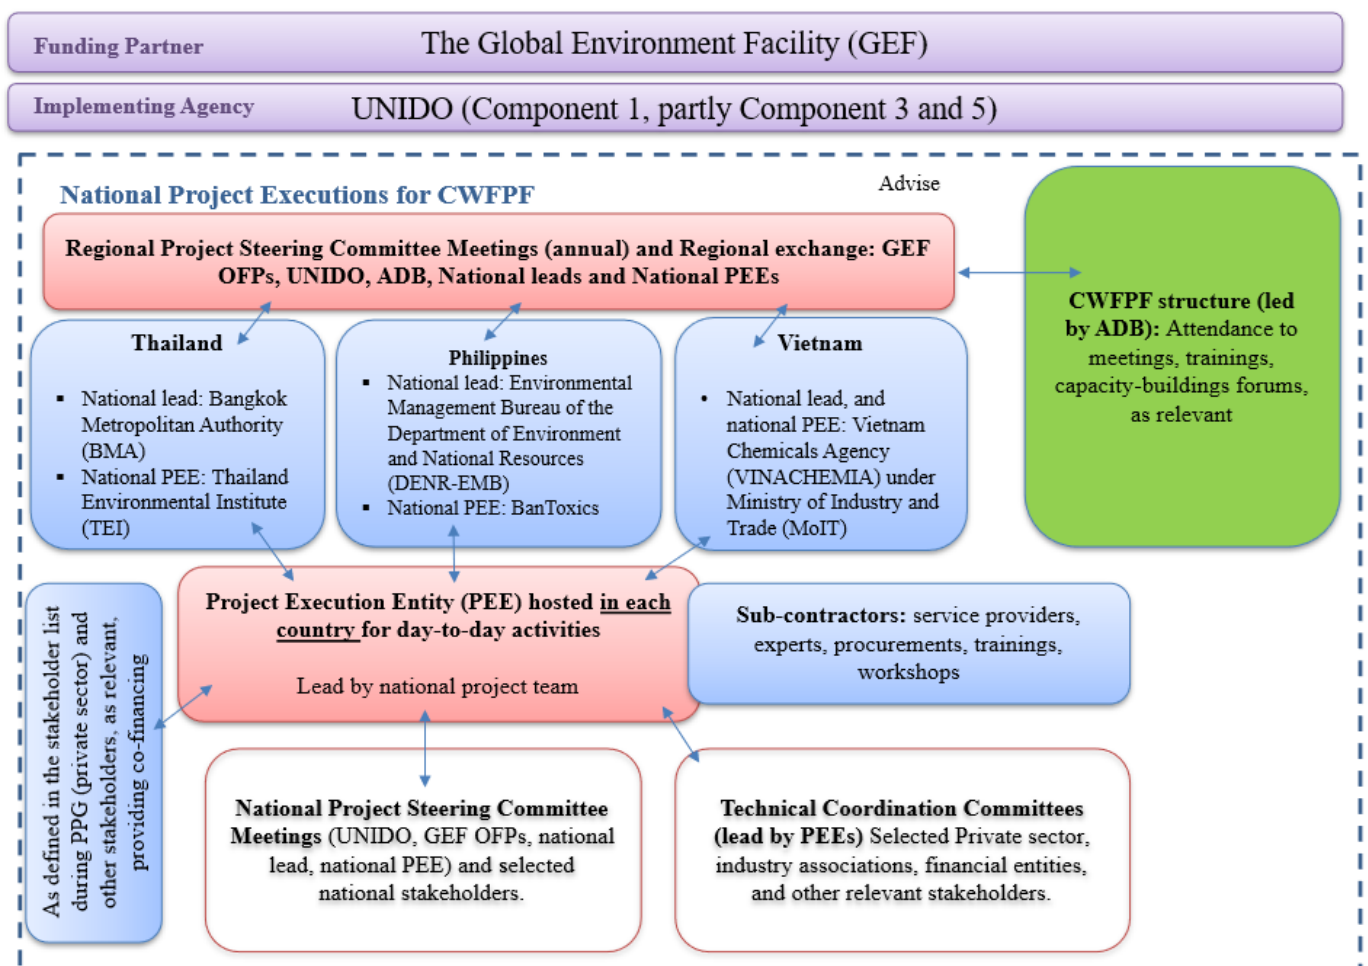 Funding Partner
The Global Environment Facility (GEF)
Implementing Agency
UNIDO (Component 1, partly Component 3 and 5)
National Project Executions for CWFPF
Advise
Regional Project Steering Committee Meetings (annual) and Regional exchange: GEF
OFPs, UNIDO, ADB, National leads and National PEEs
CWFPF structure (led
by ADB): Attendance to
meetings, trainings,
capacity-buildings forums,
as relevant
Thailand
▪ National lead: Bangkok
Metropolitan Authority
(BMA)
▪ National PEE: Thailand
Environmental Institute
(TEI)
Philippines
▪ National lead: Environmental
Management Bureau of the
Department of Environment
and National Resources
(DENR-EMB)
▪ National PEE: BanToxics
Vietnam
• National lead, and
national PEE: Vietnam
Chemicals Agency
(VINACHEMIA) under
Ministry of Industry and
Trade (MoIT)
As defined in the stakeholder list
during PPG (private sector) and
other stakeholders, as relevant,
providing co-financing
Project Execution Entity (PEE) hosted in each
country for day-to-day activities
Lead by national project team
Sub-contractors: service providers,
experts, procurements, trainings,
workshops
National Project Steering Committee
Meetings (UNIDO, GEF OFPs, national
lead, national PEE) and selected
national stakeholders.
Technical Coordination Committees
(lead by PEEs) Selected Private sector,
industry associations, financial entities,
and other relevant stakeholders.